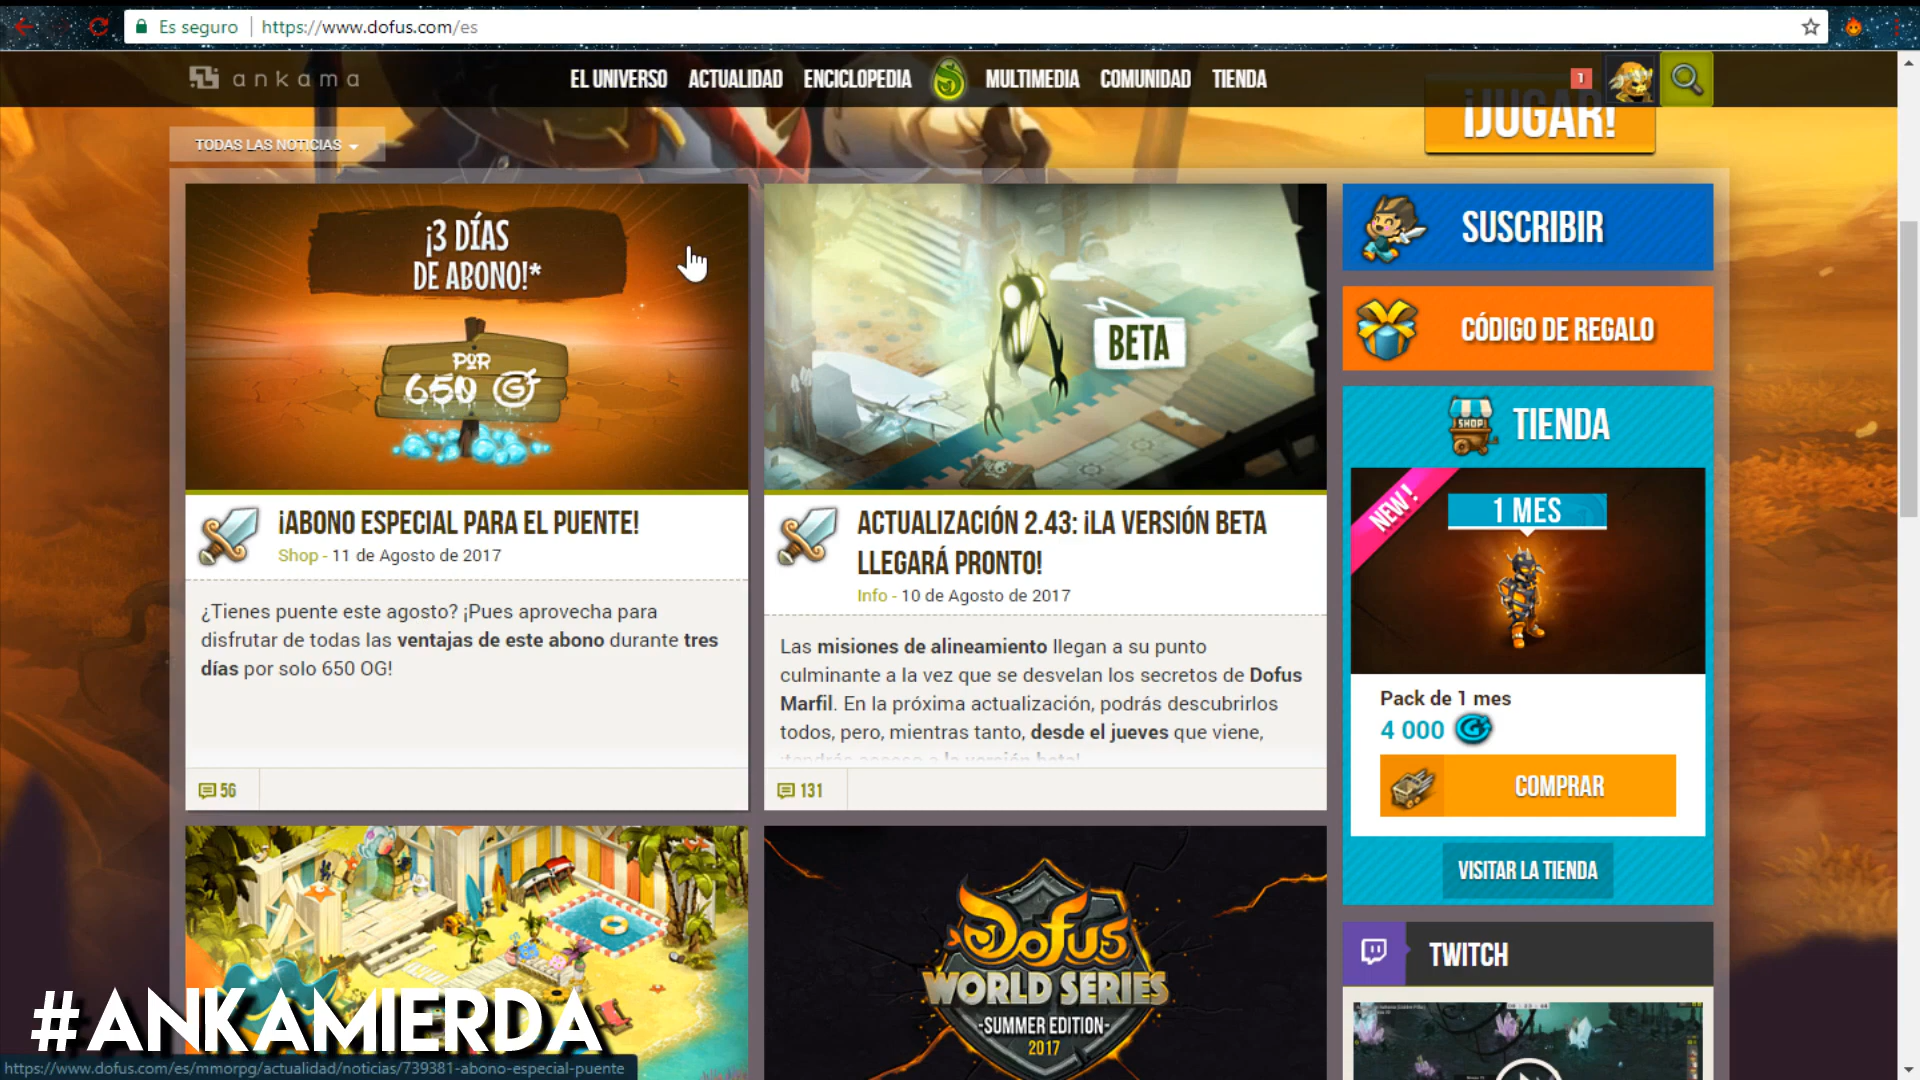 Es seguro
https://www.dofus.com/es
ankama
EL UNIVERSO
ACTUALIDAD
ENCICLOPEDIA
MULTIMEDIA
COMUNIDAD
TIENDA
1
¡JUGAR!
TODAS LAS NOTICIAS
¡3 DÍAS
DE ABONO!*
POR
650
¡ABONO ESPECIAL PARA EL PUENTE!
Shop - 11 de Agosto de 2017
¿Tienes puente este agosto? ¡Pues aprovecha para
disfrutar de todas las ventajas de este abono durante tres
días por solo 650 OG!
56
BETA
ACTUALIZACIÓN 2.43: ¡LA VERSIÓN BETA
LLEGARÁ PRONTO!
Info - 10 de Agosto de 2017
Las misiones de alineamiento llegan a su punto
culminante a la vez que se desvelan los secretos de Dofus
Marfil. En la próxima actualización, podrás descubrirlos
todos, pero, mientras tanto, desde el jueves que viene,
¡tendrás acceso a la versión beta!
131
SUSCRIBIR
CÓDIGO DE REGALO
SHOP
TIENDA
NEW!
1 MES
Pack de 1 mes
4 000
COMPRAR
VISITAR LA TIENDA
TWITCH
DOFUS
WORLD SERIES
-SUMMER EDITION-
2017
#ANKAMIERDA
https://www.dofus.com/es/mmorpg/actualidad/noticias/739381-abono-especial-puente